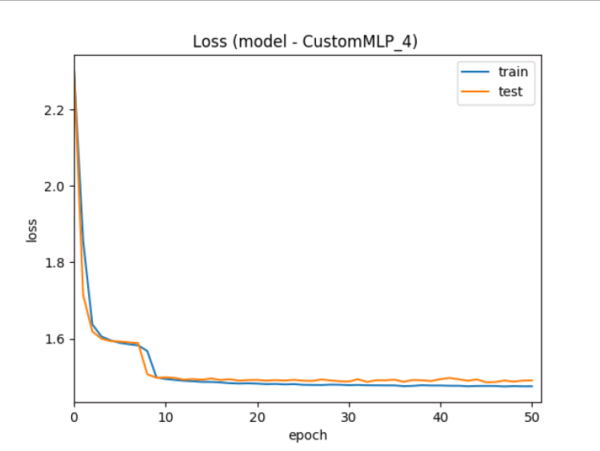 Loss (model - CustomMLP_4)
train
test
2.2
2.0
1.8
1.6
loss
0 10 20 30 40 50
epoch